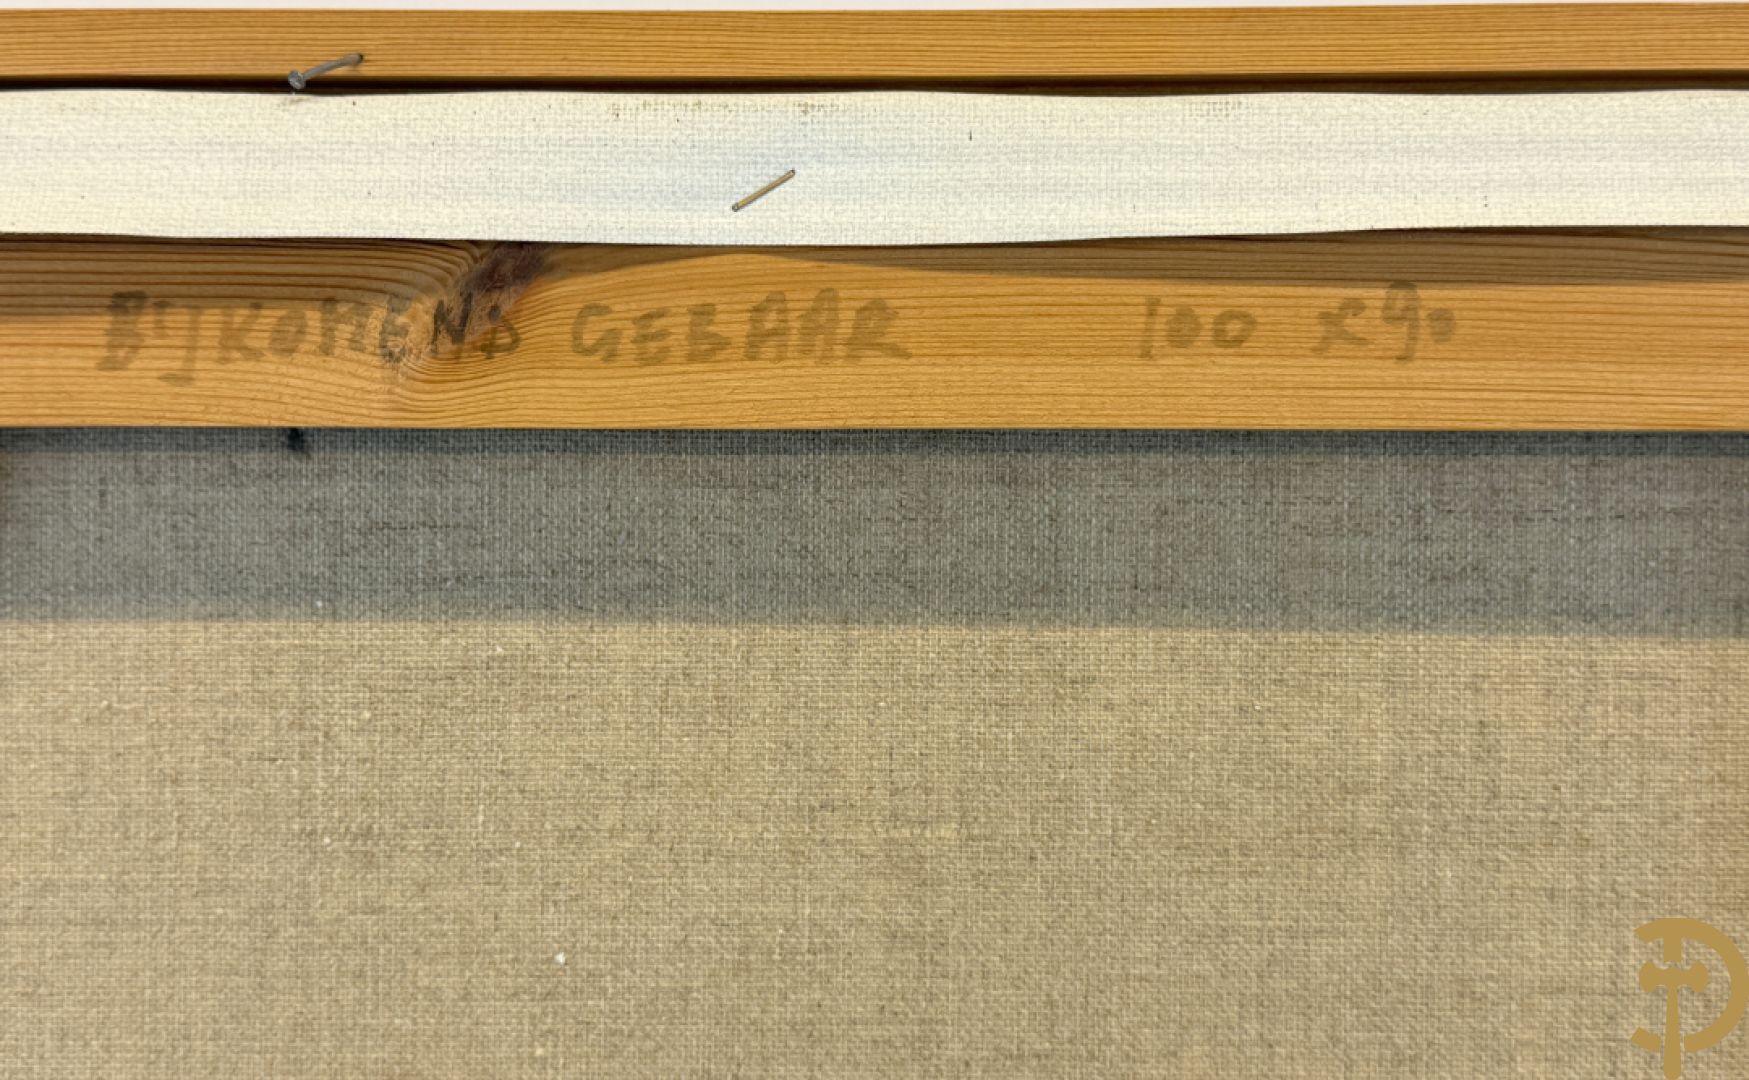 BIJKOMEND GEBAAR 100 x 90